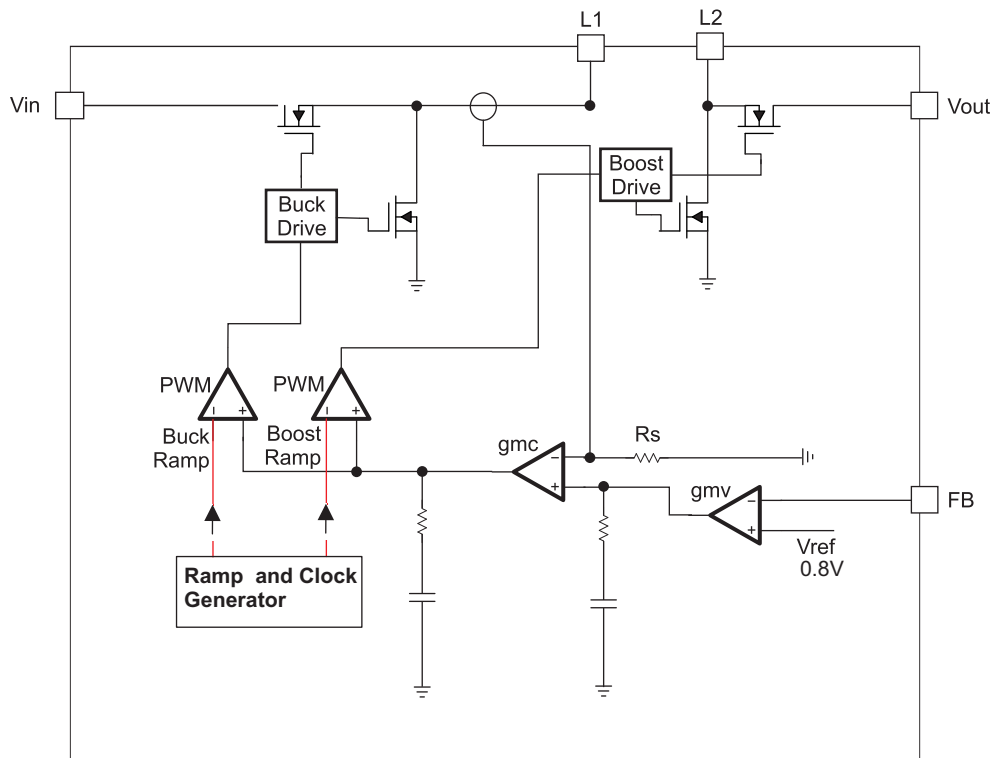 L1
L2
Vin
Vout
Boost
Drive
Buck
Drive
PWM
PWM
Buck
Ramp
Boost
Ramp
gmc
Rs
gmv
FB
Vref
0.8V
Ramp and Clock
Generator